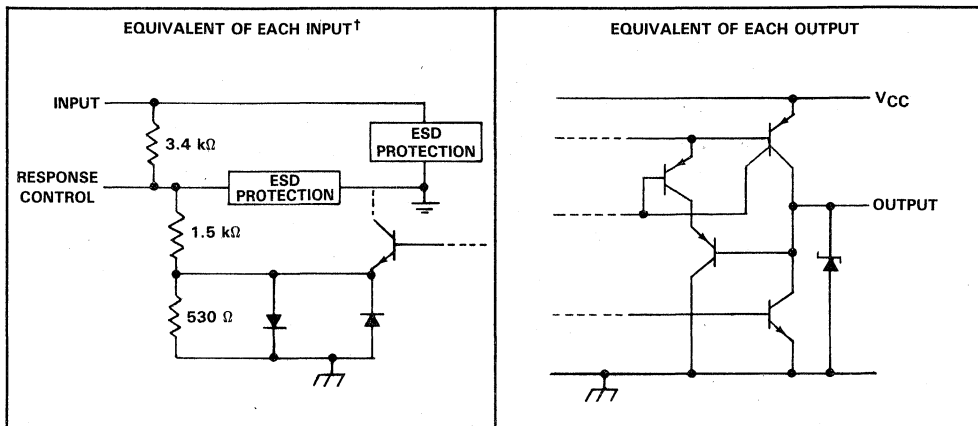 EQUIVALENT OF EACH INPUT†
INPUT
3.4 kΩ
ESD
PROTECTION
RESPONSE
CONTROL
ESD
PROTECTION
1.5 kΩ
530 Ω
EQUIVALENT OF EACH OUTPUT
VCC
OUTPUT